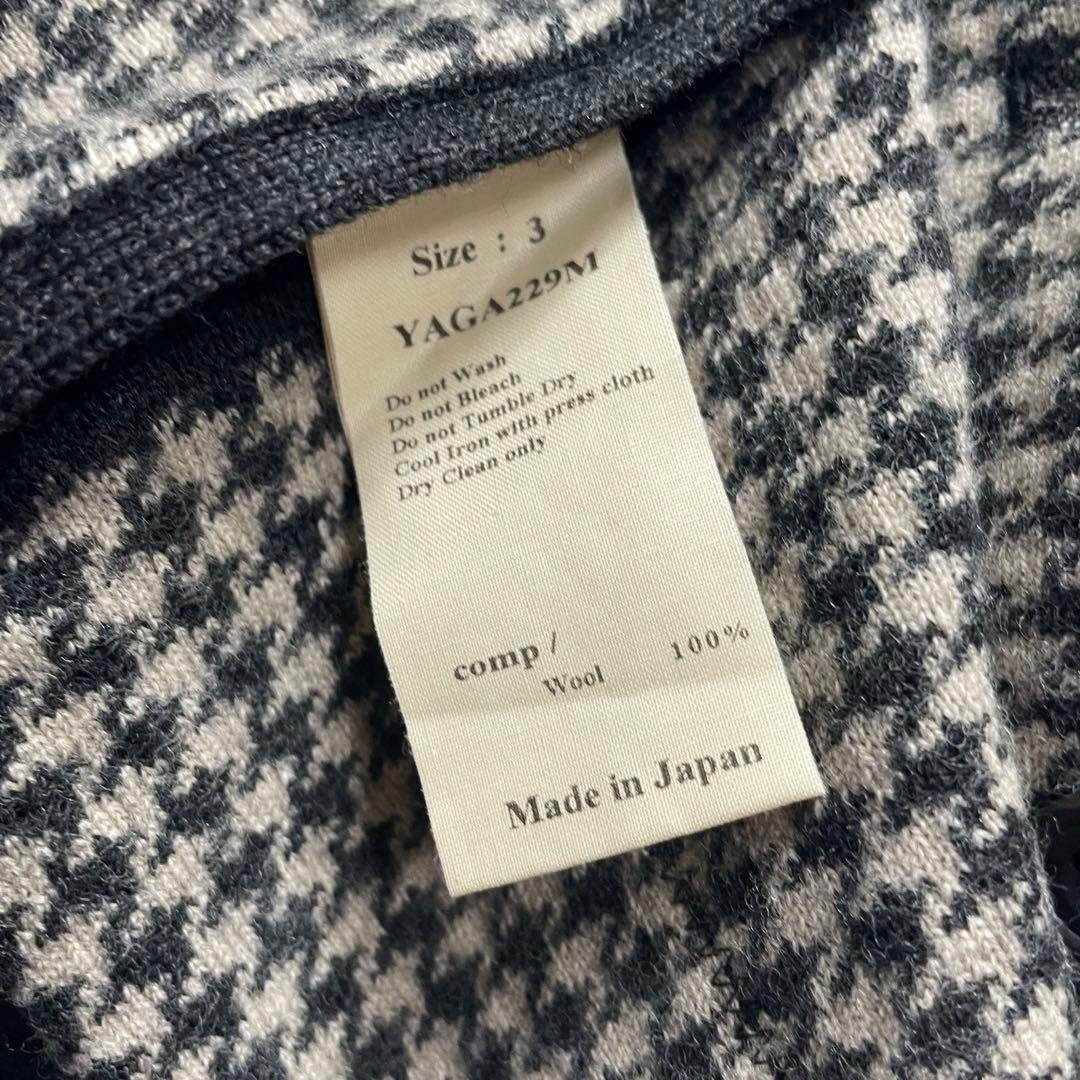 Size : 3
YAGA229M
Do not Wash
Do not Bleach
Do not Tumble Dry
Cool Iron with press cloth
Dry Clean only
comp /
Wool 100%
Made in Japan